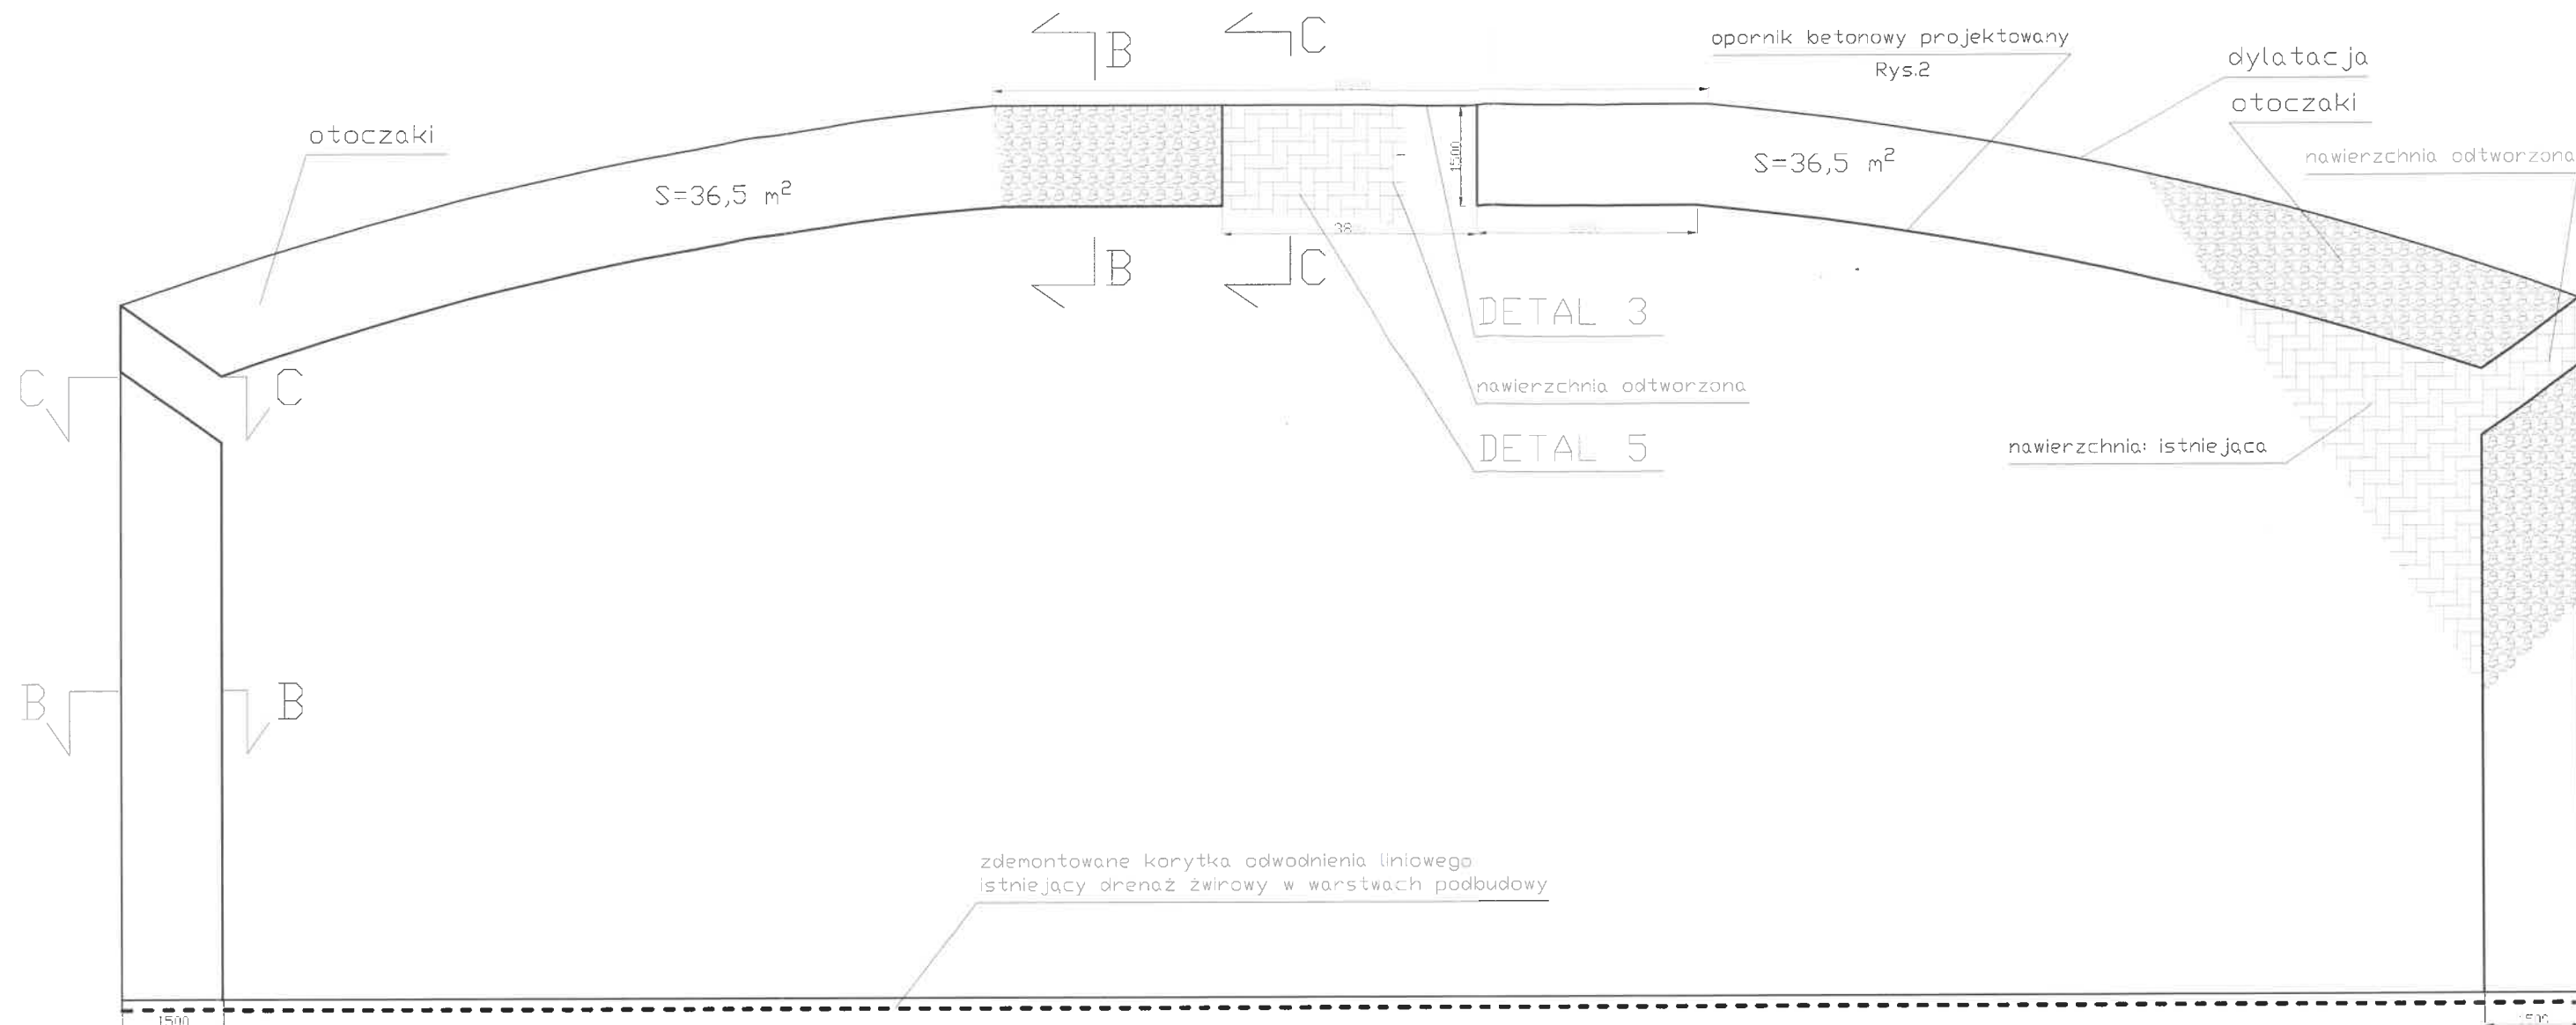 B
C
opornik betonowy projektowany
Rys.2
dylatacja
otoczaki
otoczaki
nawierzchnia odtworzona
S=36,5 m²
1500
S=36,5 m²
38
B
C
DETAL 3
C
C
nawierzchnia odtworzona
DETAL 5
nawierzchnia: istniejaca
B
B
zdemontowane korytka odwodnienia liniowego
istniejący drenaż żwirowy w warstwach podbudowy
1500